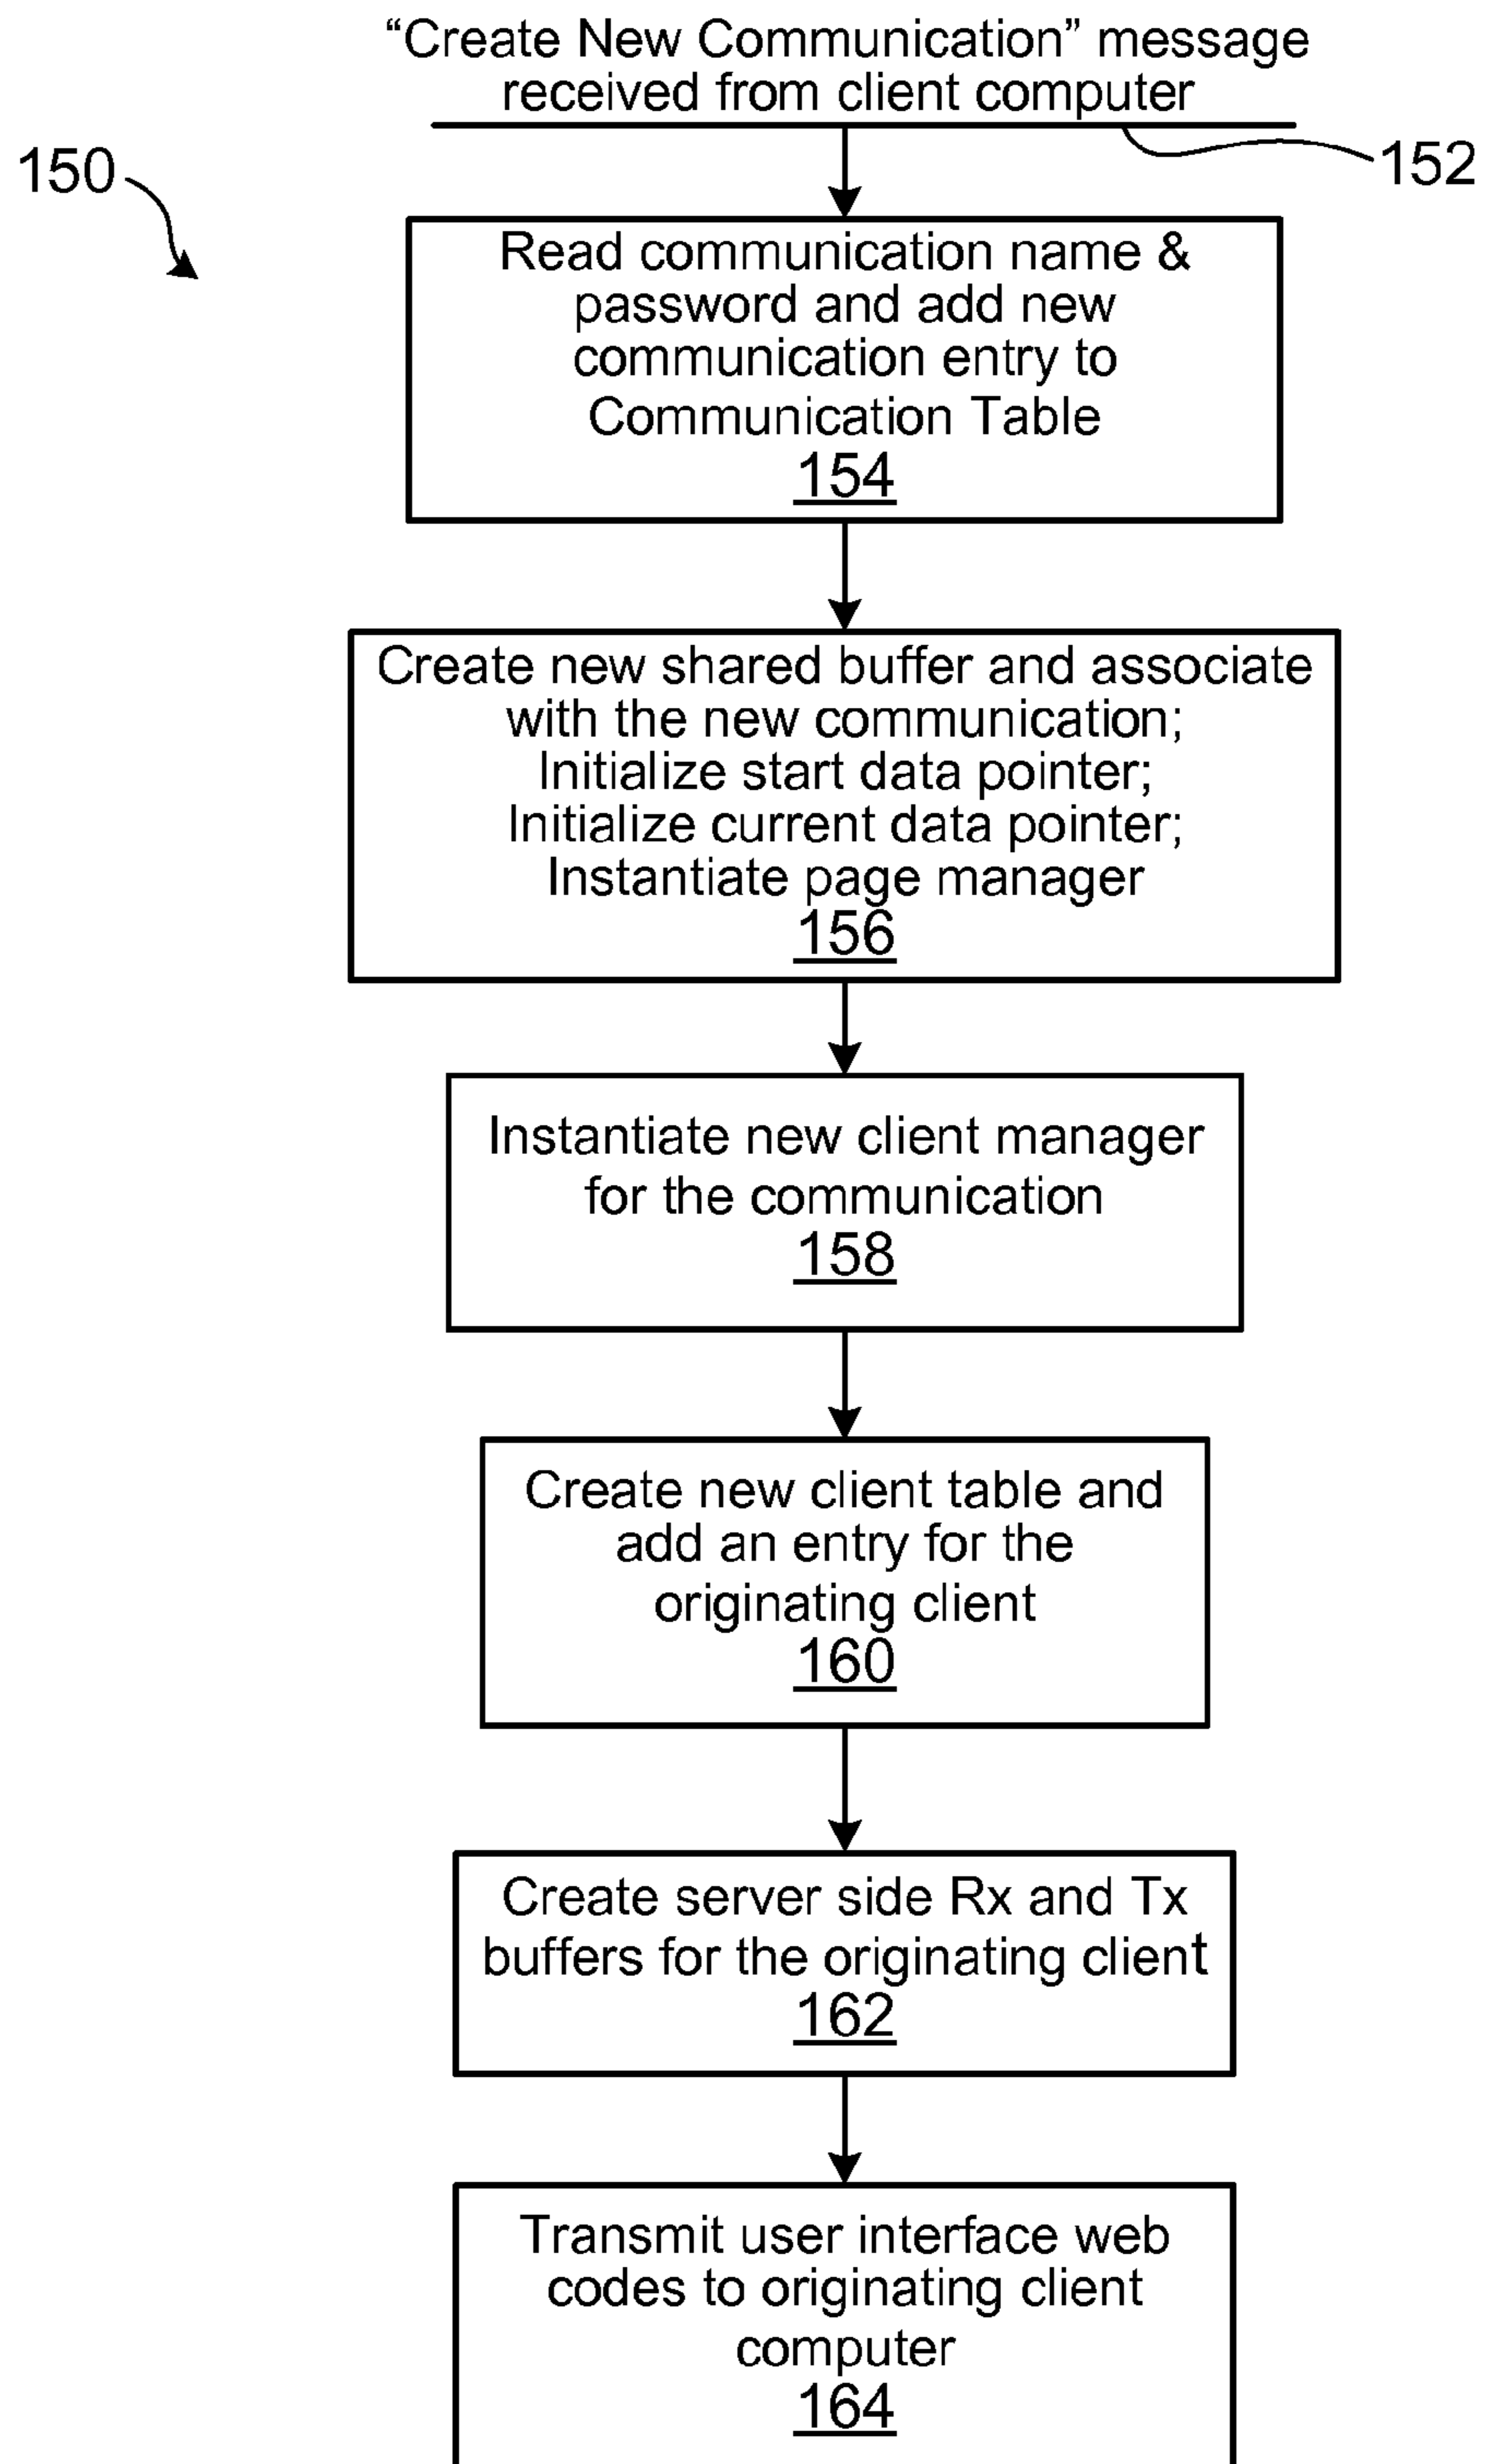 “Create New Communication” message
received from client computer
150
152
Read communication name &
password and add new
communication entry to
Communication Table
154
Create new shared buffer and associate
with the new communication;
Initialize start data pointer;
Initialize current data pointer;
Instantiate page manager
156
Instantiate new client manager
for the communication
158
Create new client table and
add an entry for the
originating client
160
Create server side Rx and Tx
buffers for the originating client
162
Transmit user interface web
codes to originating client
computer
164